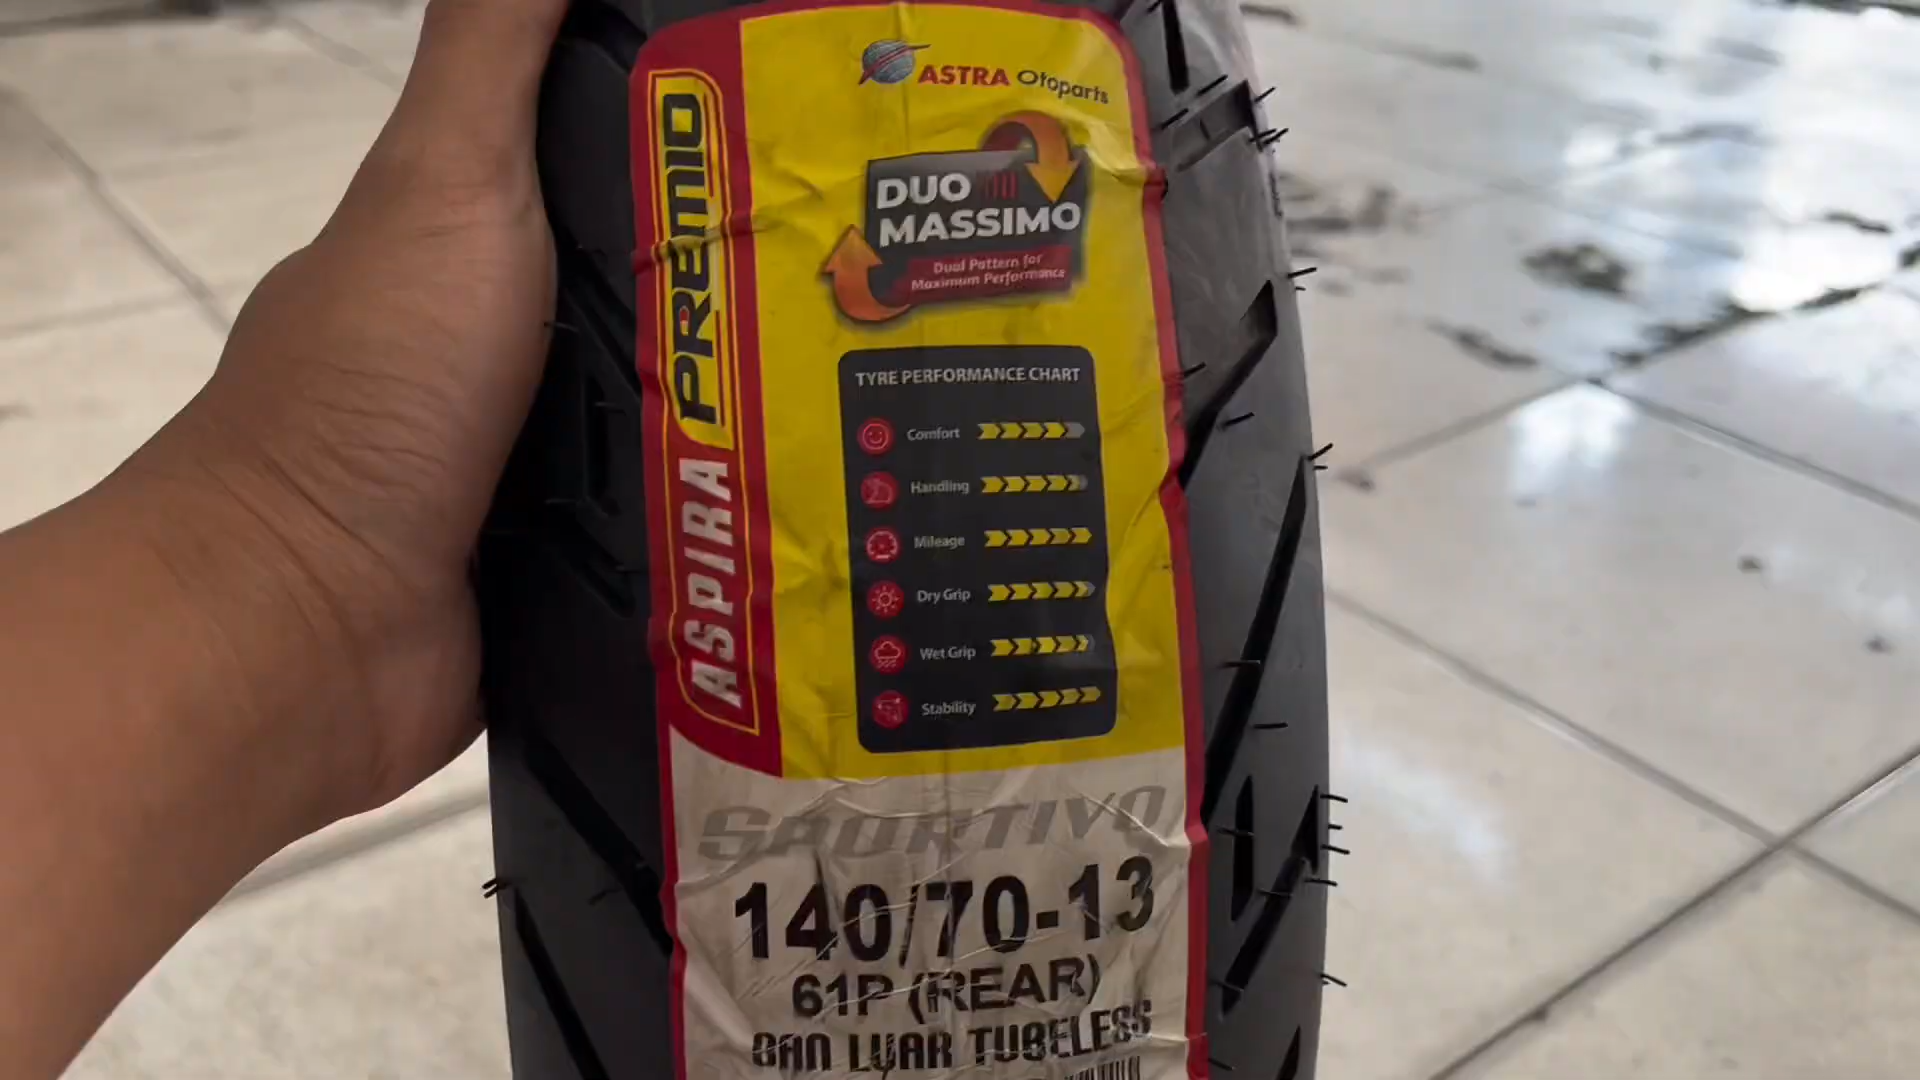 ASTRA Otoparts
DUO
MASSIMO
Dual Pattern for
Maximum Performance
ASPIRA PREMIO
TYRE PERFORMANCE CHART
Comfort
Handling
Mileage
Dry Grip
Wet Grip
Stability
SPORTIVO
140/70-13
61P (REAR)
BAN LUAR TUBELESS